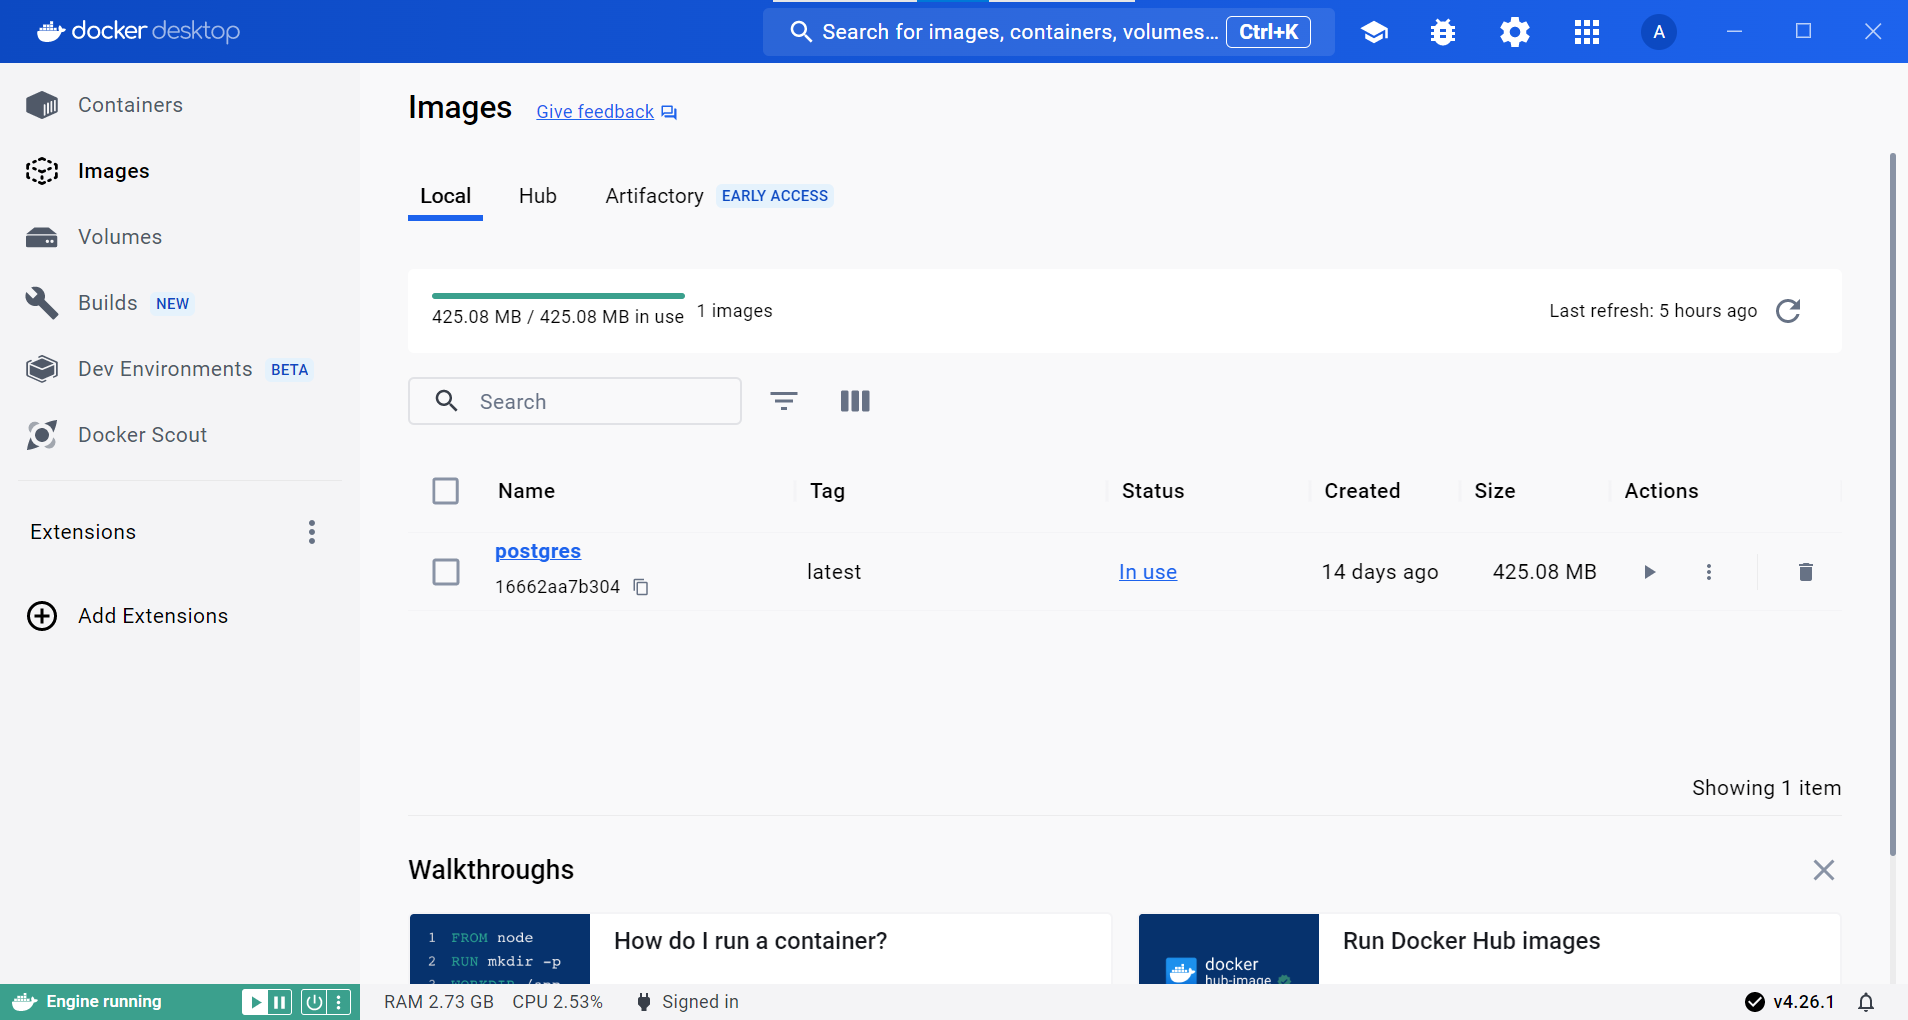 docker desktop
Search for images, containers, volumes... Ctrl+K
A
Containers
Images
Volumes
Builds NEW
Dev Environments BETA
Docker Scout
Extensions
Add Extensions
Images Give feedback
Local Hub Artifactory EARLY ACCESS
425.08 MB / 425.08 MB in use 1 images
Last refresh: 5 hours ago
Search
Name Tag Status Created Size Actions
postgres
16662aa7b304
latest In use 14 days ago 425.08 MB
Showing 1 item
Walkthroughs
1 FROM node
2 RUN mkdir -p
How do I run a container?
docker
hub-image
Run Docker Hub images
Engine running
RAM 2.73 GB CPU 2.53% Signed in
v4.26.1